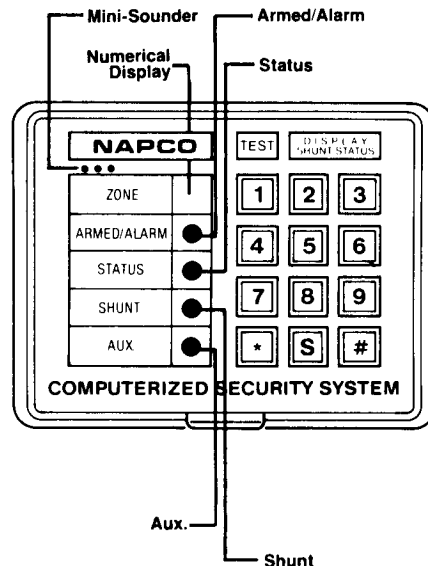 Mini-Sounder
Armed/Alarm
Numerical
Display
Status
NAPCO
TEST
DISPLAY
SHUNT STATUS
ZONE
1 2 3
ARMED/ALARM
4 5 6
STATUS
SHUNT
7 8 9
AUX.
* S #
COMPUTERIZED SECURITY SYSTEM
Aux.
Shunt